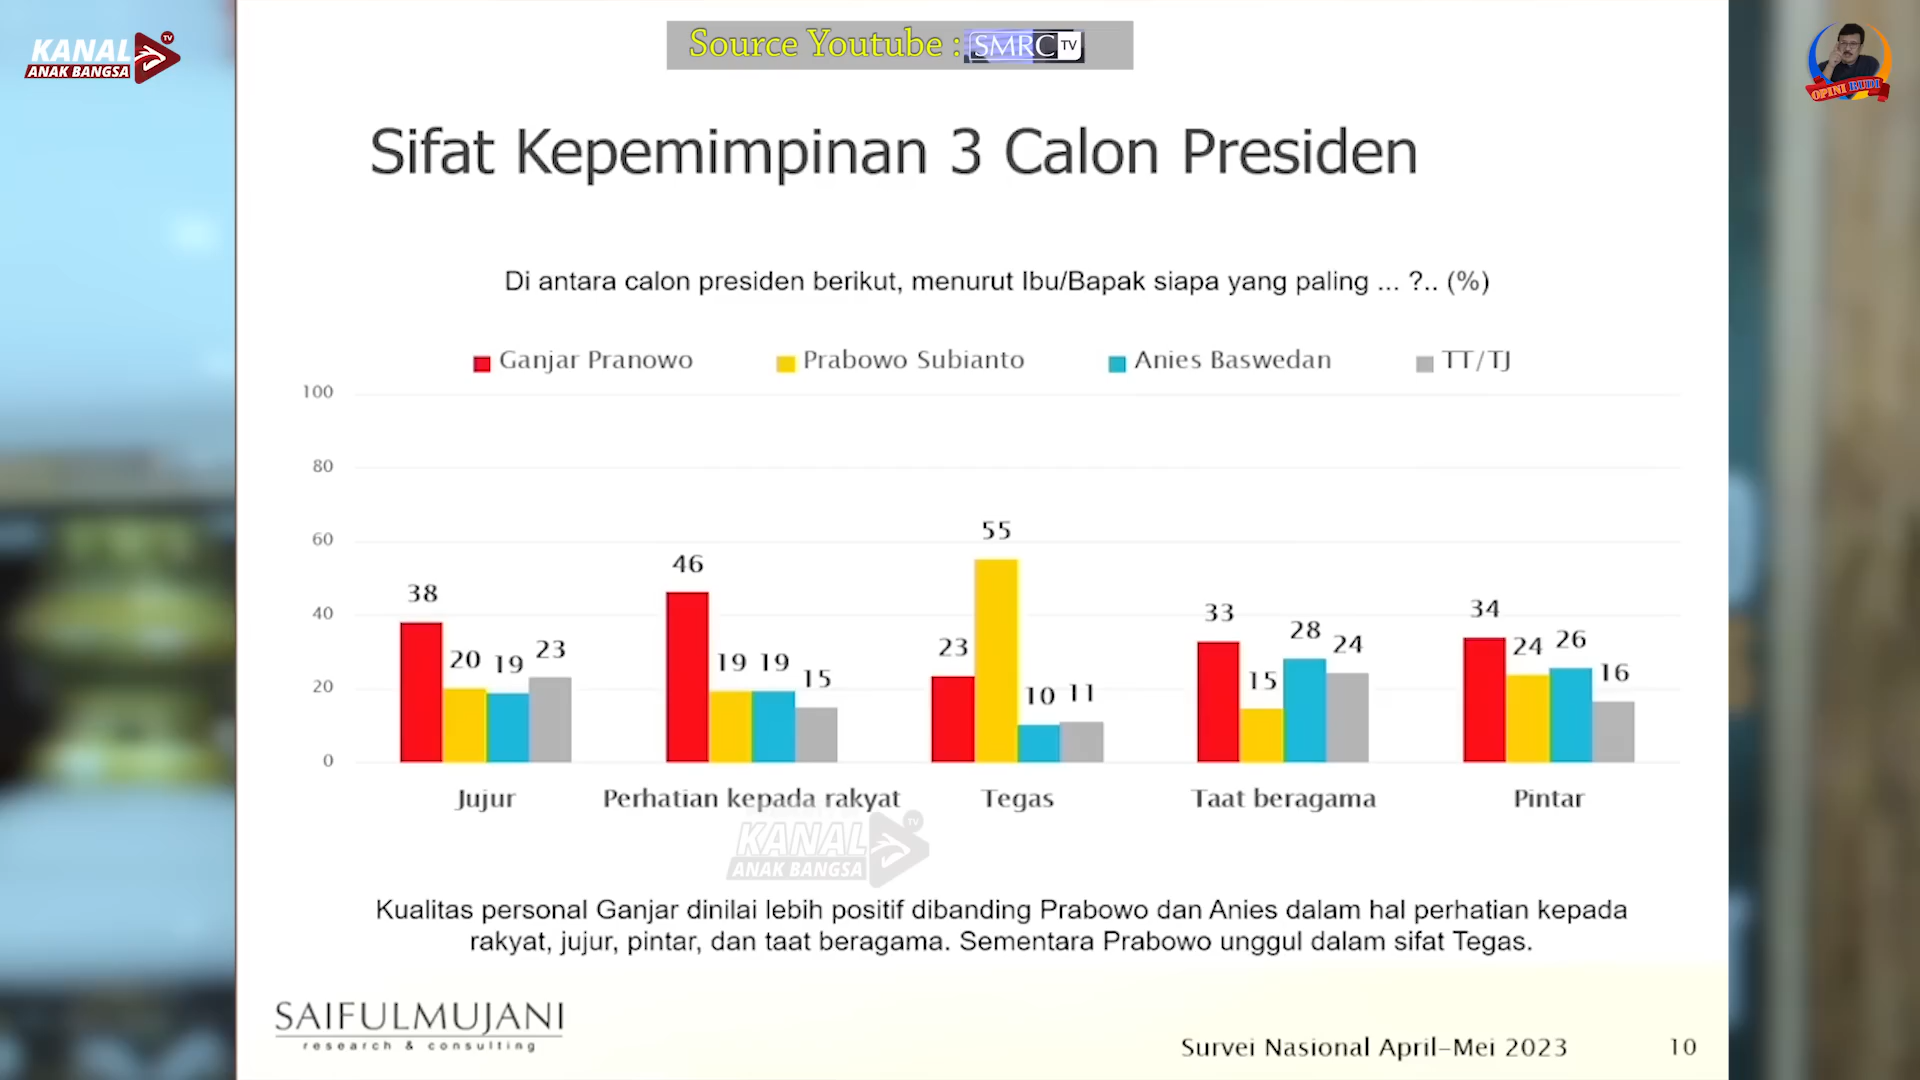 KANAL TV
ANAK BANGSA
Source Youtube : SMRC TV
OPINI BUDI
Sifat Kepemimpinan 3 Calon Presiden
Di antara calon presiden berikut, menurut Ibu/Bapak siapa yang paling ... ?.. (%)
Ganjar Pranowo Prabowo Subianto Anies Baswedan TT/TJ
100
80
60
40
20
0
38 20 19 23
46 19 19 15
23 55 10 11
33 15 28 24
34 24 26 16
Jujur Perhatian kepada rakyat Tegas Taat beragama Pintar
KANAL TV
ANAK BANGSA
Kualitas personal Ganjar dinilai lebih positif dibanding Prabowo dan Anies dalam hal perhatian kepada
rakyat, jujur, pintar, dan taat beragama. Sementara Prabowo unggul dalam sifat Tegas.
SAIFULMUJANI
research & consulting
Survei Nasional April-Mei 2023 10